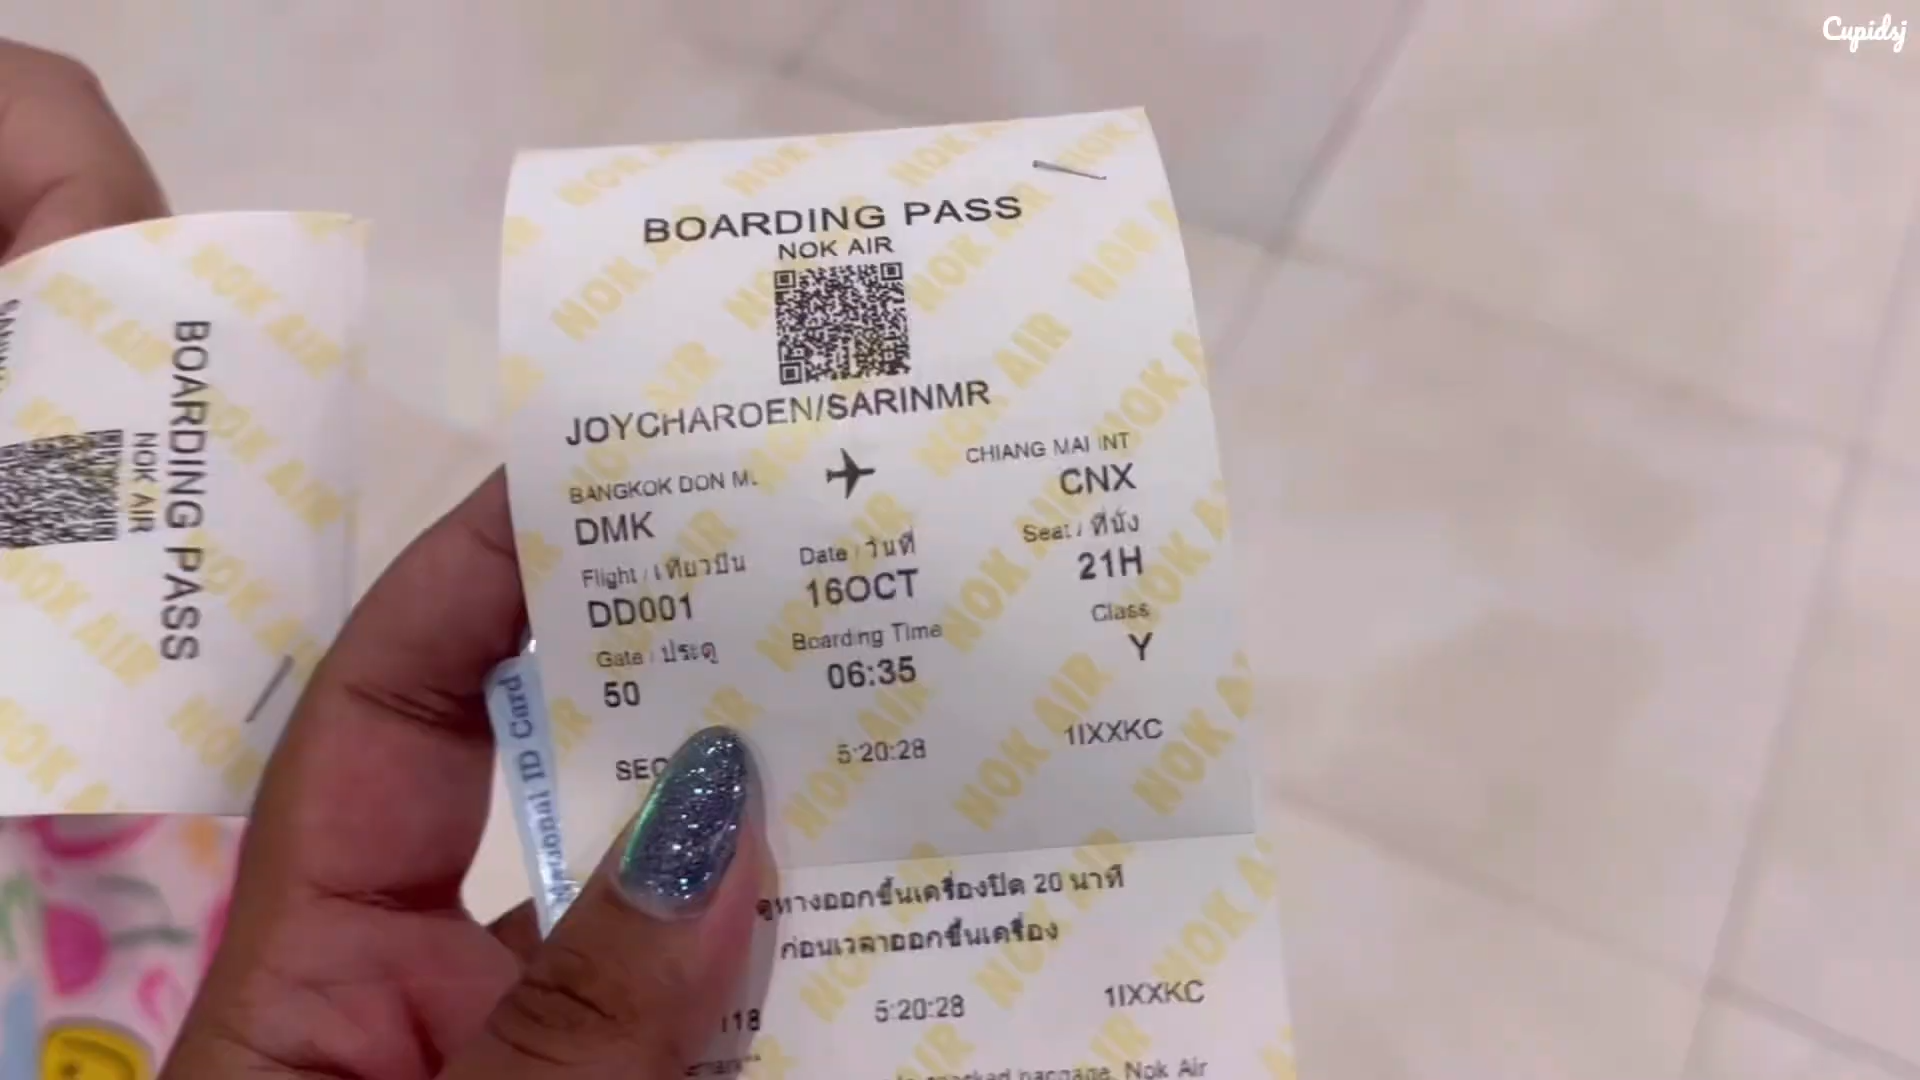 Cupidsj
BOARDING PASS
NOK AIR
BOARDING PASS
NOK AIR
JOYCHAROEN/SARINMR
BANGKOK DON M.
CHIANG MAI INT
DMK
CNX
Flight / เที่ยวบิน
Date / วันที่
Seat / ที่นั่ง
DD001
16OCT
21H
Gate / ประตู
Boarding Time
Class
50
06:35
Y
SEC
5:20:28
1IXXKC
National ID Card
ทางออกขึ้นเครื่องปิด 20 นาที
ก่อนเวลาออกขึ้นเครื่อง
118
5:20:28
1IXXKC
baggage, Nok Air